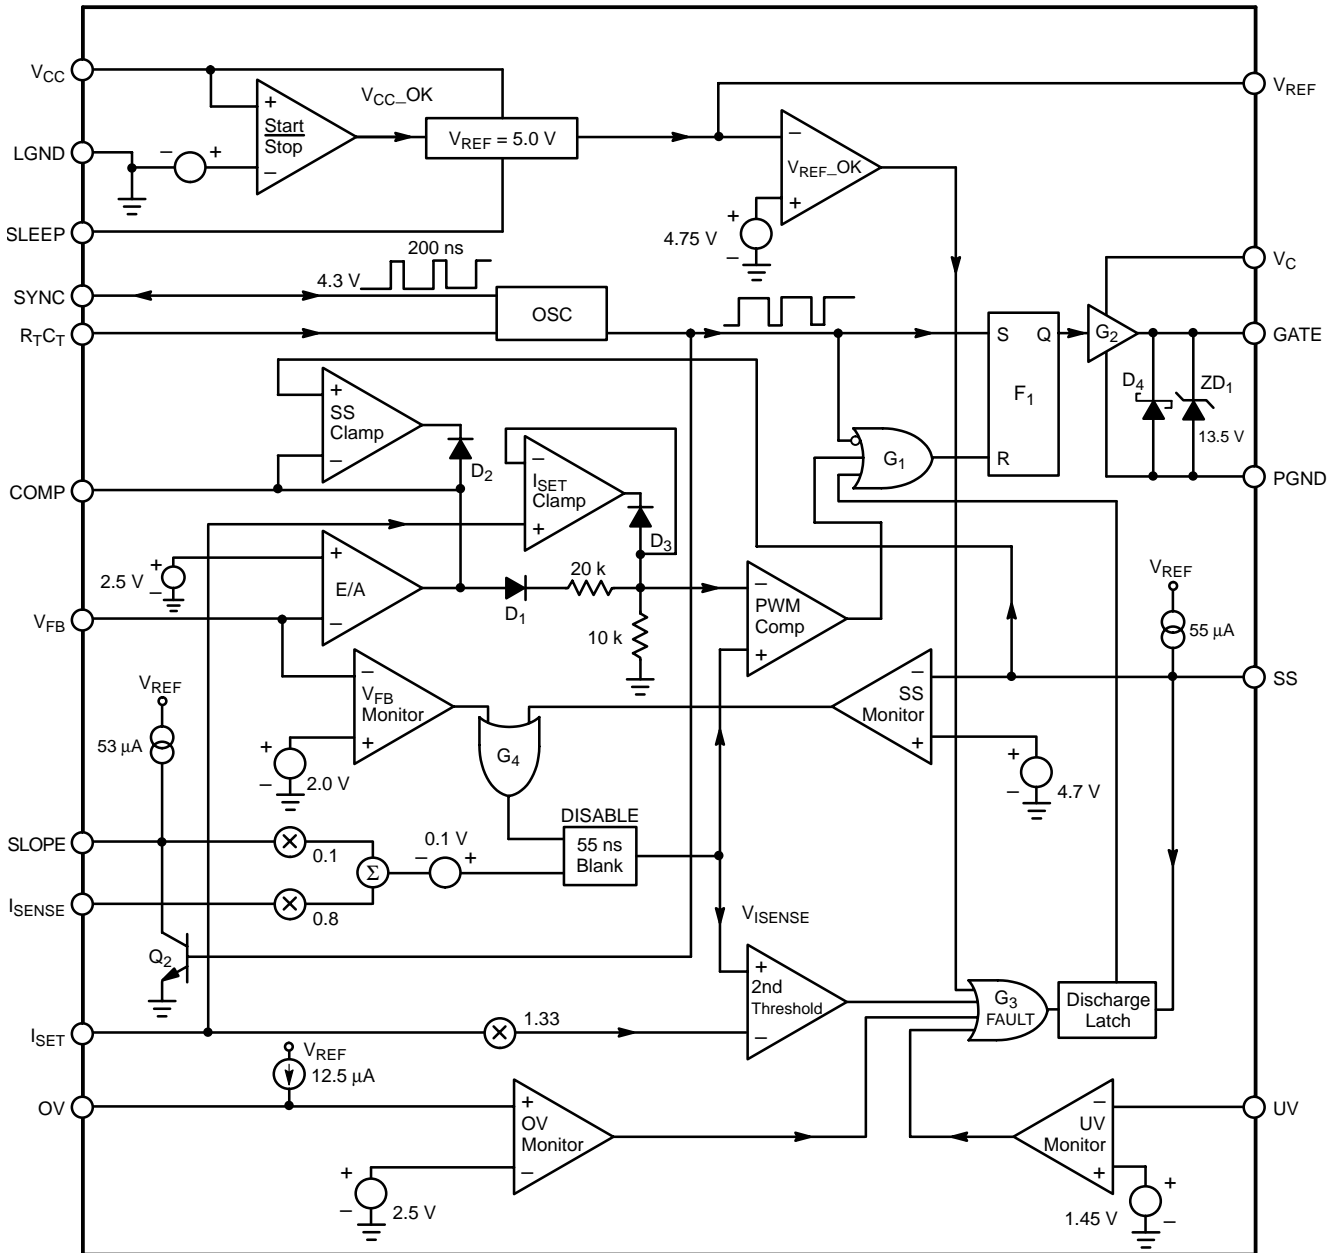 VCC
LGND
SLEEP
SYNC
RTCT
COMP
VFB
SLOPE
ISENSE
ISET
OV
VREF
VC
GATE
PGND
SS
UV
+
Start
Stop
−
− +
VCC_OK
VREF = 5.0 V
−
VREF_OK
+
4.75 V
+
−
200 ns
4.3 V
OSC
S Q
F1
R
G2
D4
ZD1
13.5 V
+
SS
Clamp
−
D2
−
ISET
Clamp
+
D3
G1
2.5 V
+
−
+
E/A
−
D1
20 k
10 k
−
PWM
Comp
+
VREF
55 μA
VREF
53 μA
−
VFB
Monitor
+
+
−
2.0 V
G4
−
SS
Monitor
+
+
−
4.7 V
DISABLE
55 ns
Blank
0.1
0.8
Σ
0.1 V
− +
VISENSE
Q2
+
2nd
Threshold
−
1.33
G3
FAULT
Discharge
Latch
VREF
12.5 μA
+
OV
Monitor
−
+
−
2.5 V
−
UV
Monitor
+
+
−
1.45 V